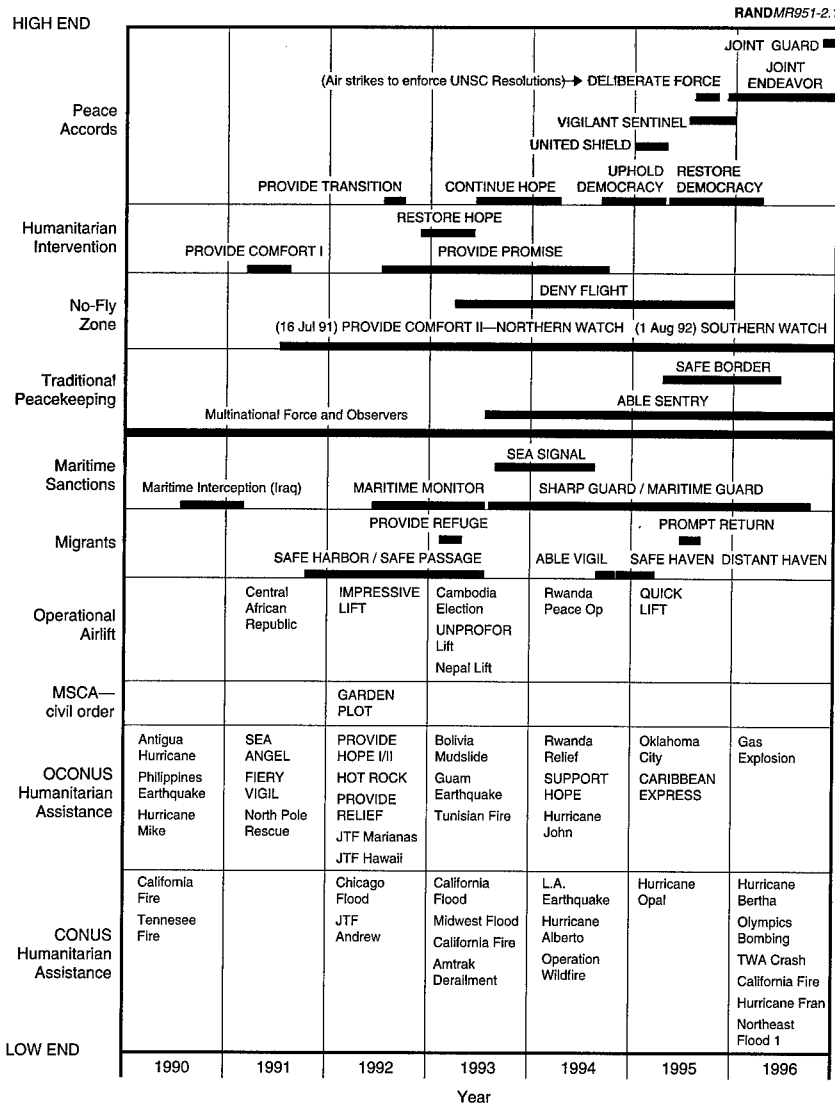 RANDMR951-2.1
HIGH END
JOINT GUARD
JOINT
ENDEAVOR
(Air strikes to enforce UNSC Resolutions)→ DELIBERATE FORCE
Peace
Accords
VIGILANT SENTINEL
UNITED SHIELD
PROVIDE TRANSITION
CONTINUE HOPE
UPHOLD
DEMOCRACY
RESTORE
DEMOCRACY
Humanitarian
Intervention
RESTORE HOPE
PROVIDE COMFORT I
PROVIDE PROMISE
No-Fly
Zone
DENY FLIGHT
(16 Jul 91) PROVIDE COMFORT II—NORTHERN WATCH (1 Aug 92) SOUTHERN WATCH
Traditional
Peacekeeping
SAFE BORDER
ABLE SENTRY
Multinational Force and Observers
Maritime
Sanctions
SEA SIGNAL
Maritime Interception (Iraq)
MARITIME MONITOR
SHARP GUARD / MARITIME GUARD
Migrants
PROVIDE REFUGE
PROMPT RETURN
SAFE HARBOR / SAFE PASSAGE
ABLE VIGIL
SAFE HAVEN
DISTANT HAVEN
Operational
Airlift
Central
African
Republic
IMPRESSIVE
LIFT
Cambodia
Election
UNPROFOR
Lift
Nepal Lift
Rwanda
Peace Op
QUICK
LIFT
MSCA—
civil order
GARDEN
PLOT
OCONUS
Humanitarian
Assistance
Antigua
Hurricane
Philippines
Earthquake
Hurricane
Mike
SEA
ANGEL
FIERY
VIGIL
North Pole
Rescue
PROVIDE
HOPE I/II
HOT ROCK
PROVIDE
RELIEF
JTF Marianas
JTF Hawaii
Bolivia
Mudslide
Guam
Earthquake
Tunisian Fire
Rwanda
Relief
SUPPORT
HOPE
Hurricane
John
Oklahoma
City
CARIBBEAN
EXPRESS
Gas
Explosion
CONUS
Humanitarian
Assistance
California
Fire
Tennesee
Fire
Chicago
Flood
JTF
Andrew
California
Flood
Midwest Flood
California Fire
Amtrak
Derailment
L.A.
Earthquake
Hurricane
Alberto
Operation
Wildfire
Hurricane
Opal
Hurricane
Bertha
Olympics
Bombing
TWA Crash
California Fire
Hurricane Fran
Northeast
Flood 1
LOW END
1990 1991 1992 1993 1994 1995 1996
Year